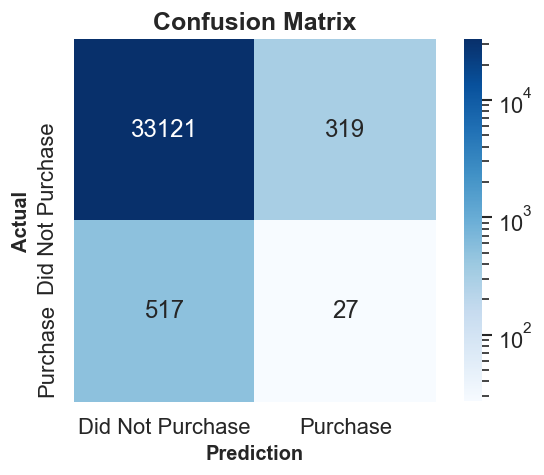 Confusion Matrix
Actual
Did Not Purchase
Purchase
33121
319
517
27
Did Not Purchase
Purchase
Prediction
10^4
10^3
10^2